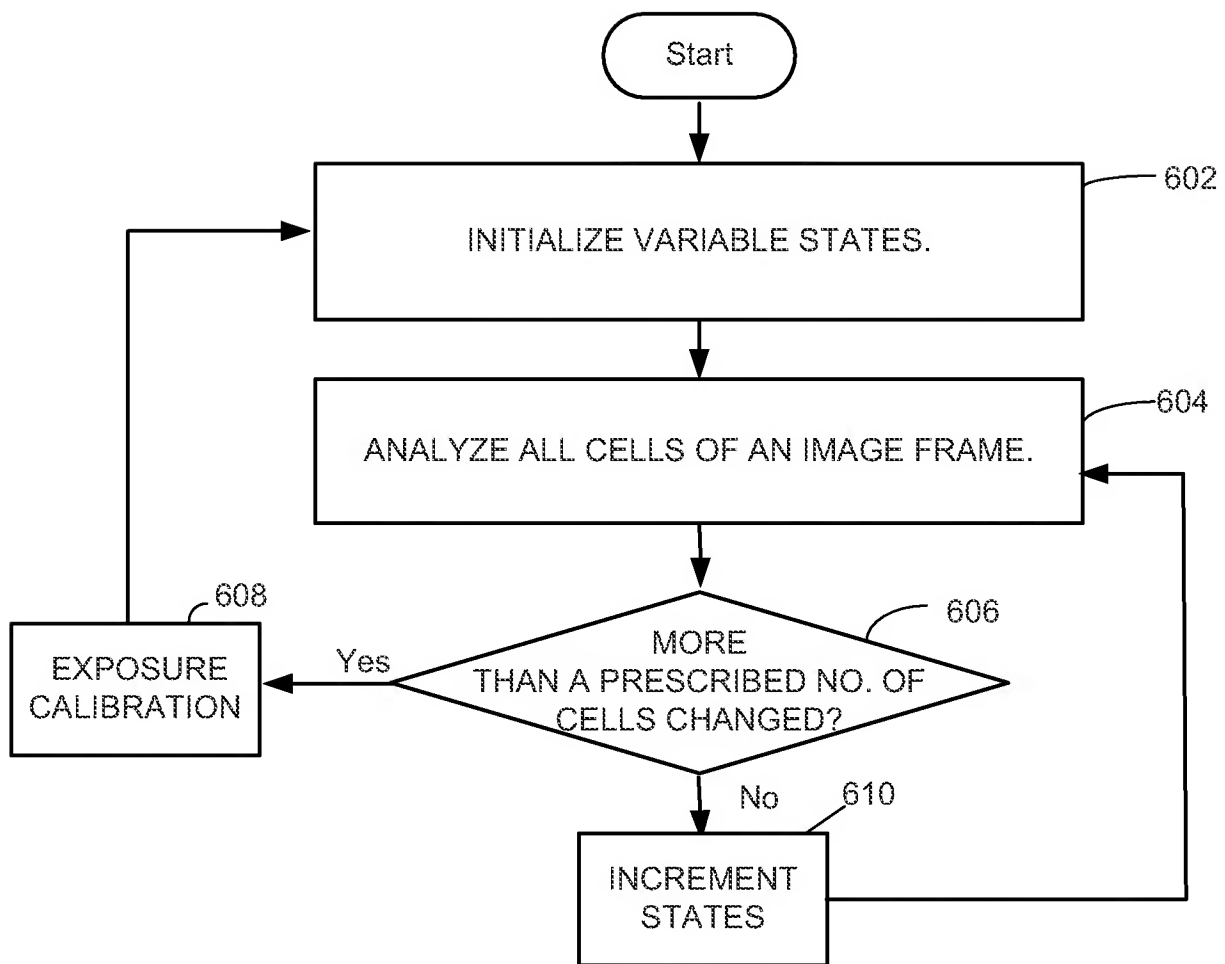 Start
602
INITIALIZE VARIABLE STATES.
604
ANALYZE ALL CELLS OF AN IMAGE FRAME.
608
606
MORE
THAN A PRESCRIBED NO. OF
CELLS CHANGED?
Yes
EXPOSURE
CALIBRATION
No
610
INCREMENT
STATES